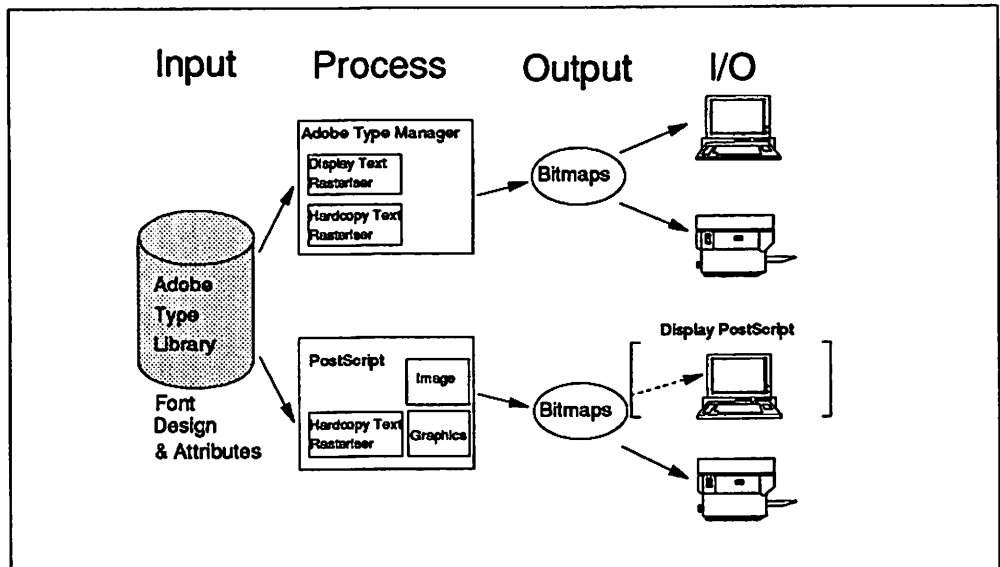 Input Process Output I/O
Adobe Type Manager
Display Text
Rasteriser
Hardcopy Text
Rasteriser
Bitmaps
Adobe
Type
Library
Font
Design
& Attributes
PostScript
Image
Hardcopy Text
Rasteriser
Graphics
Bitmaps
Display PostScript